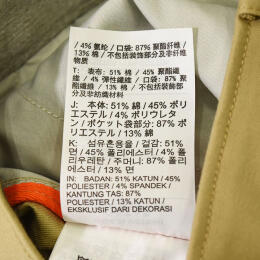 / 4% 氨纶 / 口袋: 87% 聚酯纤维
/ 13% 棉 / 不包括装饰部分及非纺织
物质
T: 表布: 51% 棉 / 45% 聚酯纖
維 / 4% 彈性纖維 / 口袋: 87%
聚酯纖維 / 13% 棉 / 不包括裝飾部
分及非紡織材料
J: 本体: 51% 綿 / 45% ポリ
エステル / 4% ポリウレタ
ン / ポケット袋部分: 87% ポリ
エステル / 13% 綿
K: 섬유혼용율 / 겉감: 51%
면 / 45% 폴리에스터 / 4% 폴
리우레탄 / 주머니: 87% 폴리에
스터 / 13% 면
IN: BADAN: 51% KATUN / 45%
POLIESTER / 4% SPANDEK /
KANTUNG TAS: 87%
POLIESTER / 13% KATUN /
EKSKLUSIF DARI DEKORASI